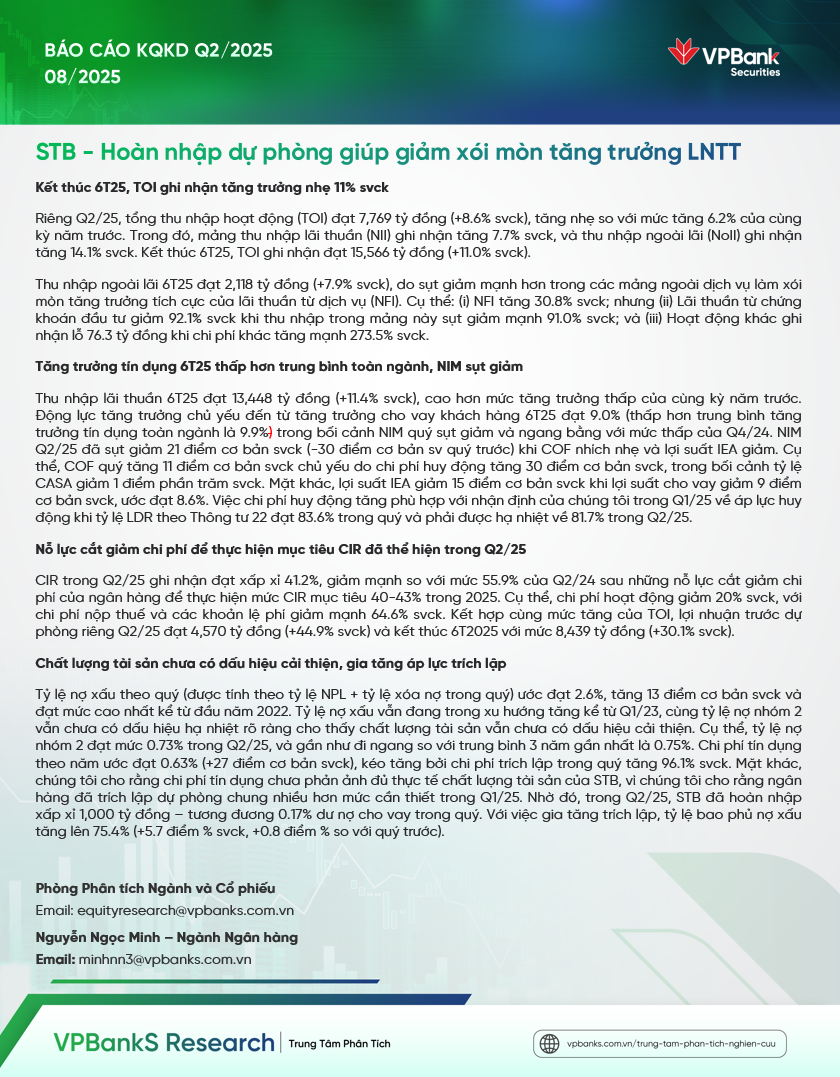 BÁO CÁO KQKD Q2/2025
08/2025
VPBank
Securities
STB - Hoàn nhập dự phòng giúp giảm xói mòn tăng trưởng LNTT
Kết thúc 6T25, TOI ghi nhận tăng trưởng nhẹ 11% svck
Riêng Q2/25, tổng thu nhập hoạt động (TOI) đạt 7,769 tỷ đồng (+8.6% svck), tăng nhẹ so với mức tăng 6.2% của cùng
kỳ năm trước. Trong đó, mảng thu nhập lãi thuần (NII) ghi nhận tăng 7.7% svck, và thu nhập ngoài lãi (NoII) ghi nhận
tăng 14.1% svck. Kết thúc 6T25, TOI ghi nhận đạt 15,566 tỷ đồng (+11.0% svck).
Thu nhập ngoài lãi 6T25 đạt 2,118 tỷ đồng (+7.9% svck), do sụt giảm mạnh hơn trong các mảng ngoài dịch vụ làm xói
mòn tăng trưởng tích cực của lãi thuần từ dịch vụ (NFI). Cụ thể: (i) NFI tăng 30.8% svck; nhưng (ii) Lãi thuần từ chứng
khoán đầu tư giảm 92.1% svck khi thu nhập trong mảng này sụt giảm mạnh 91.0% svck; và (iii) Hoạt động khác ghi
nhận lỗ 76.3 tỷ đồng khi chi phí khác tăng mạnh 273.5% svck.
Tăng trưởng tín dụng 6T25 thấp hơn trung bình toàn ngành, NIM sụt giảm
Thu nhập lãi thuần 6T25 đạt 13,448 tỷ đồng (+11.4% svck), cao hơn mức tăng trưởng thấp của cùng kỳ năm trước.
Động lực tăng trưởng chủ yếu đến từ tăng trưởng cho vay khách hàng 6T25 đạt 9.0% (thấp hơn trung bình tăng
trưởng tín dụng toàn ngành là 9.9%) trong bối cảnh NIM quý sụt giảm và ngang bằng với mức thấp của Q4/24. NIM
Q2/25 đã sụt giảm 21 điểm cơ bản svck (-30 điểm cơ bản sv quý trước) khi COF nhích nhẹ và lợi suất IEA giảm. Cụ
thể, COF quý tăng 11 điểm cơ bản svck chủ yếu do chi phí huy động tăng 30 điểm cơ bản svck, trong bối cảnh tỷ lệ
CASA giảm 1 điểm phần trăm svck. Mặt khác, lợi suất IEA giảm 15 điểm cơ bản svck khi lợi suất cho vay giảm 9 điểm
cơ bản svck, ước đạt 8.6%. Việc chi phí huy động tăng phù hợp với nhận định của chúng tôi trong Q1/25 về áp lực huy
động khi tỷ lệ LDR theo Thông tư 22 đạt 83.6% trong quý và phải được hạ nhiệt về 81.7% trong Q2/25.
Nỗ lực cắt giảm chi phí để thực hiện mục tiêu CIR đã thể hiện trong Q2/25
CIR trong Q2/25 ghi nhận đạt xấp xỉ 41.2%, giảm mạnh so với mức 55.9% của Q2/24 sau những nỗ lực cắt giảm chi
phí của ngân hàng để thực hiện mức CIR mục tiêu 40-43% trong 2025. Cụ thể, chi phí hoạt động giảm 20% svck, với
chi phí nộp thuế và các khoản lệ phí giảm mạnh 64.6% svck. Kết hợp cùng mức tăng của TOI, lợi nhuận trước dự
phòng riêng Q2/25 đạt 4,570 tỷ đồng (+44.9% svck) và kết thúc 6T2025 với mức 8,439 tỷ đồng (+30.1% svck).
Chất lượng tài sản chưa có dấu hiệu cải thiện, gia tăng áp lực trích lập
Tỷ lệ nợ xấu theo quý (được tính theo tỷ lệ NPL + tỷ lệ xóa nợ trong quý) ước đạt 2.6%, tăng 13 điểm cơ bản svck và
đạt mức cao nhất kể từ đầu năm 2022. Tỷ lệ nợ xấu vẫn đang trong xu hướng tăng kể từ Q1/23, cùng tỷ lệ nợ nhóm 2
vẫn chưa có dấu hiệu hạ nhiệt rõ ràng cho thấy chất lượng tài sản vẫn chưa có dấu hiệu cải thiện. Cụ thể, tỷ lệ nợ
nhóm 2 đạt mức 0.73% trong Q2/25, và gần như đi ngang so với trung bình 3 năm gần nhất là 0.75%. Chi phí tín dụng
theo năm ước đạt 0.63% (+27 điểm cơ bản svck), kéo tăng bởi chi phí trích lập trong quý tăng 96.1% svck. Mặt khác,
chúng tôi cho rằng chi phí tín dụng chưa phản ảnh đủ thực tế chất lượng tài sản của STB, vì chúng tôi cho rằng ngân
hàng đã trích lập dự phòng chung nhiều hơn mức cần thiết trong Q1/25. Nhờ đó, trong Q2/25, STB đã hoàn nhập
xấp xỉ 1,000 tỷ đồng – tương đương 0.17% dư nợ cho vay trong quý. Với việc gia tăng trích lập, tỷ lệ bao phủ nợ xấu
tăng lên 75.4% (+5.7 điểm % svck, +0.8 điểm % so với quý trước).
Phòng Phân tích Ngành và Cổ phiếu
Email: equityresearch@vpbanks.com.vn
Nguyễn Ngọc Minh – Ngành Ngân hàng
Email: minhnn3@vpbanks.com.vn
VPBankS Research | Trung Tâm Phân Tích
vpbanks.com.vn/trung-tam-phan-tich-nghien-cuu